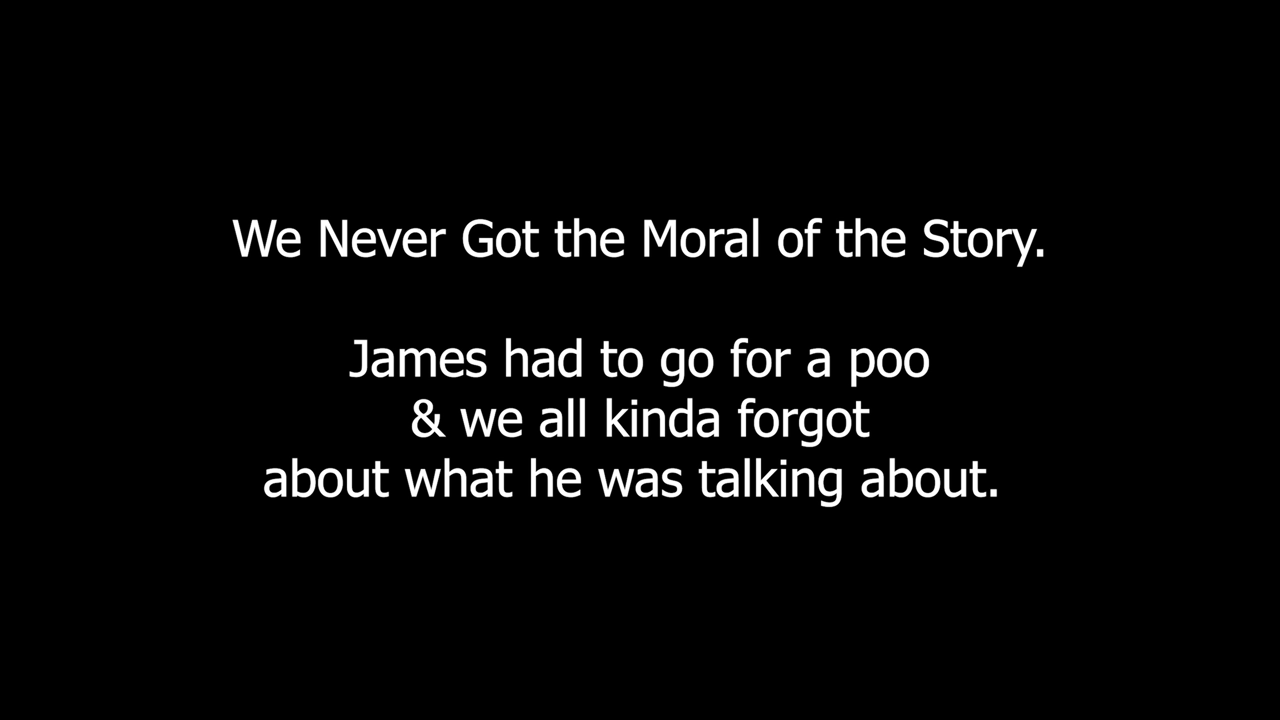 We Never Got the Moral of the Story.
James had to go for a poo
& we all kinda forgot
about what he was talking about.